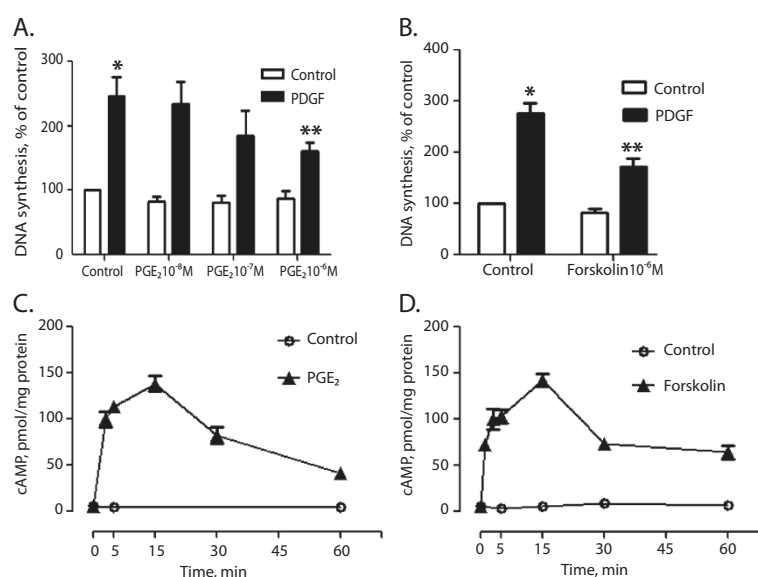 A.
DNA synthesis, % of control
300
200
100
0
*
**
Control
PDGF
Control
PGE₂10⁻⁸M
PGE₂10⁻⁷M
PGE₂10⁻⁶M
B.
DNA synthesis, % of control
400
300
200
100
0
*
**
Control
PDGF
Control
Forskolin10⁻⁶M
C.
cAMP, pmol/mg protein
200
150
100
50
0
Control
PGE₂
0 5 15 30 45 60
Time, min
D.
cAMP, pmol/mg protein
200
150
100
50
0
Control
Forskolin
0 5 15 30 45 60
Time, min